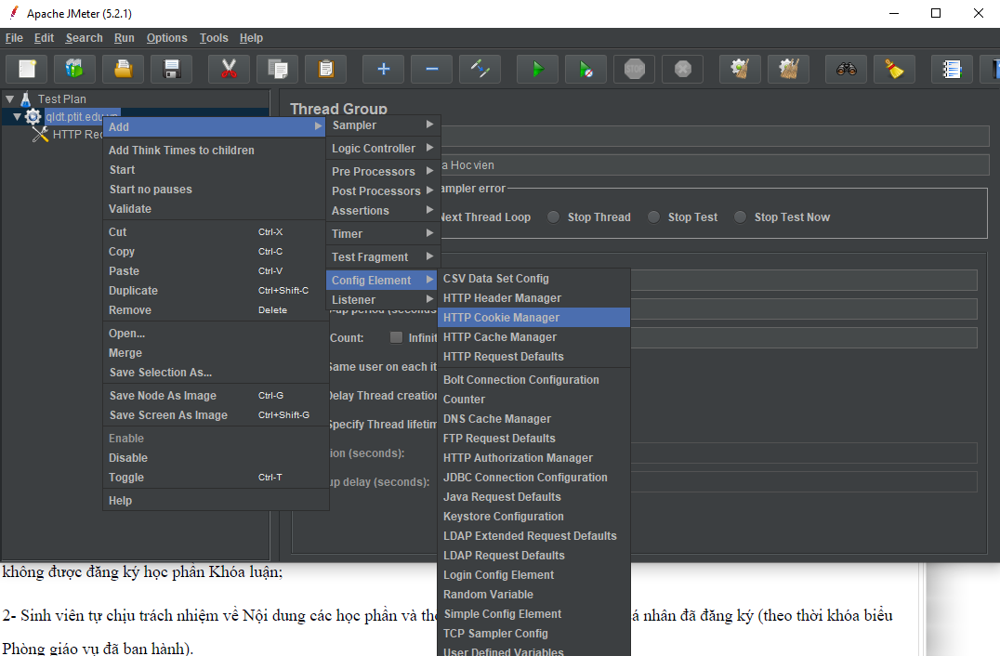 Apache JMeter (5.2.1)
File Edit Search Run Options Tools Help
STOP
Test Plan
qldt.ptit.edu.vn
HTTP Rec
Thread Group
a Hoc vien
ampler error
Next Thread Loop Stop Thread Stop Test Stop Test Now
-up period (seconds
Count: Infinit
Same user on each it
Delay Thread creation
Specify Thread lifetim
ion (seconds):
up delay (seconds):
Add
Add Think Times to children
Start
Start no pauses
Validate
Cut Ctrl-X
Copy Ctrl-C
Paste Ctrl-V
Duplicate Ctrl+Shift-C
Remove Delete
Open...
Merge
Save Selection As...
Save Node As Image Ctrl-G
Save Screen As Image Ctrl+Shift-G
Enable
Disable
Toggle Ctrl-T
Help
Sampler
Logic Controller
Pre Processors
Post Processors
Assertions
Timer
Test Fragment
Config Element
Listener
CSV Data Set Config
HTTP Header Manager
HTTP Cookie Manager
HTTP Cache Manager
HTTP Request Defaults
Bolt Connection Configuration
Counter
DNS Cache Manager
FTP Request Defaults
HTTP Authorization Manager
JDBC Connection Configuration
Java Request Defaults
Keystore Configuration
LDAP Extended Request Defaults
LDAP Request Defaults
Login Config Element
Random Variable
Simple Config Element
TCP Sampler Config
User Defined Variables
không được đăng ký học phần Khóa luận;
2- Sinh viên tự chịu trách nhiệm về Nội dung các học phần và the á nhân đã đăng ký (theo thời khóa biểu
Phòng giáo vụ đã ban hành).